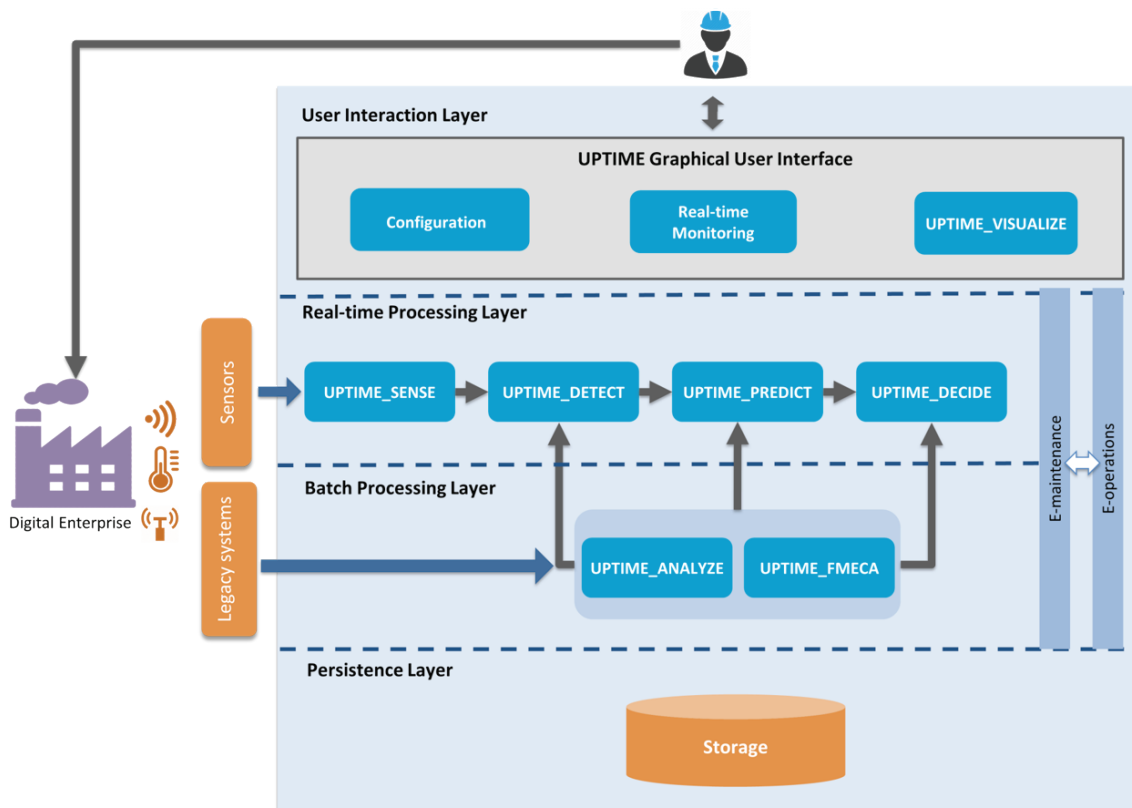 User Interaction Layer
UPTIME Graphical User Interface
Configuration
Real-time
Monitoring
UPTIME_VISUALIZE
Real-time Processing Layer
Sensors
UPTIME_SENSE
UPTIME_DETECT
UPTIME_PREDICT
UPTIME_DECIDE
E-maintenance
E-operations
Batch Processing Layer
Digital Enterprise
Legacy systems
UPTIME_ANALYZE
UPTIME_FMECA
Persistence Layer
Storage